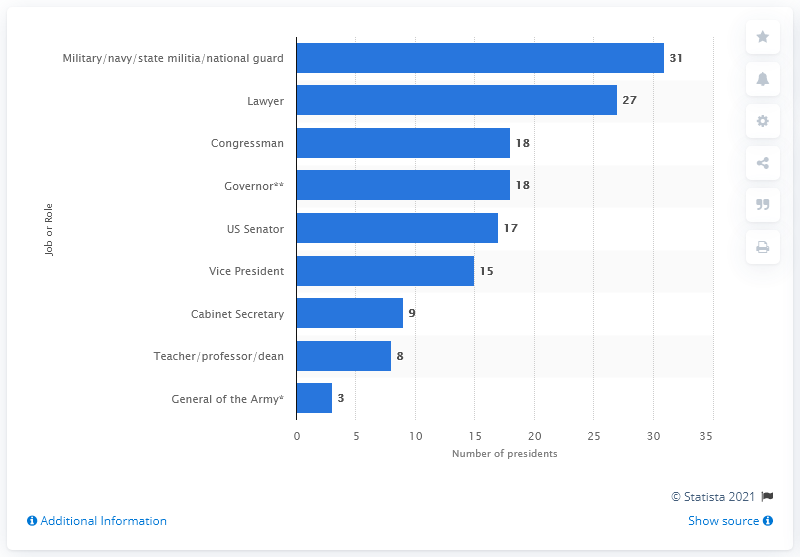 Military/navy/state militia/national guard 31
Lawyer 27
Congressman 18
Governor** 18
US Senator 17
Vice President 15
Cabinet Secretary 9
Teacher/professor/dean 8
General of the Army* 3
Job or Role
0 5 10 15 20 25 30 35
Number of presidents
© Statista 2021
Additional Information
Show source